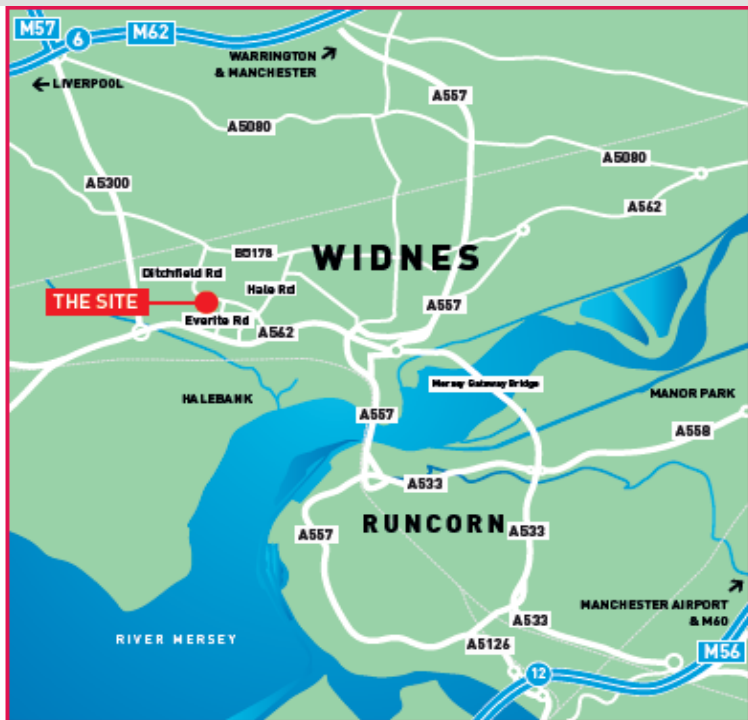 M57
6
M62
WARRINGTON
& MANCHESTER
LIVERPOOL
A557
A5080
A5080
A5300
A562
B5178
WIDNES
Ditchfield Rd
Hale Rd
THE SITE
A557
Everite Rd
A562
Mersey Gateway Bridge
HALEBANK
MANOR PARK
A557
A558
A533
RUNCORN
A533
A557
MANCHESTER AIRPORT
& M60
A533
RIVER MERSEY
A5126
M56
12